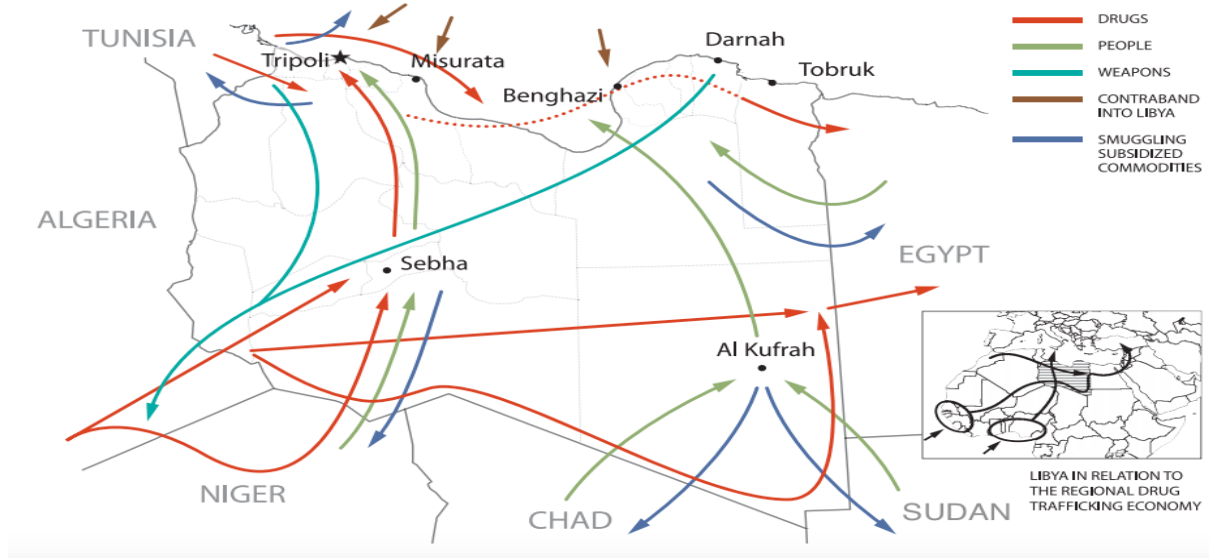 TUNISIA
Tripoli
Misurata
Benghazi
Darnah
Tobruk
ALGERIA
Sebha
EGYPT
Al Kufrah
NIGER
CHAD
SUDAN
DRUGS
PEOPLE
WEAPONS
CONTRABAND
INTO LIBYA
SMUGGLING
SUBSIDIZED
COMMODITIES
LIBYA IN RELATION TO
THE REGIONAL DRUG
TRAFFICKING ECONOMY